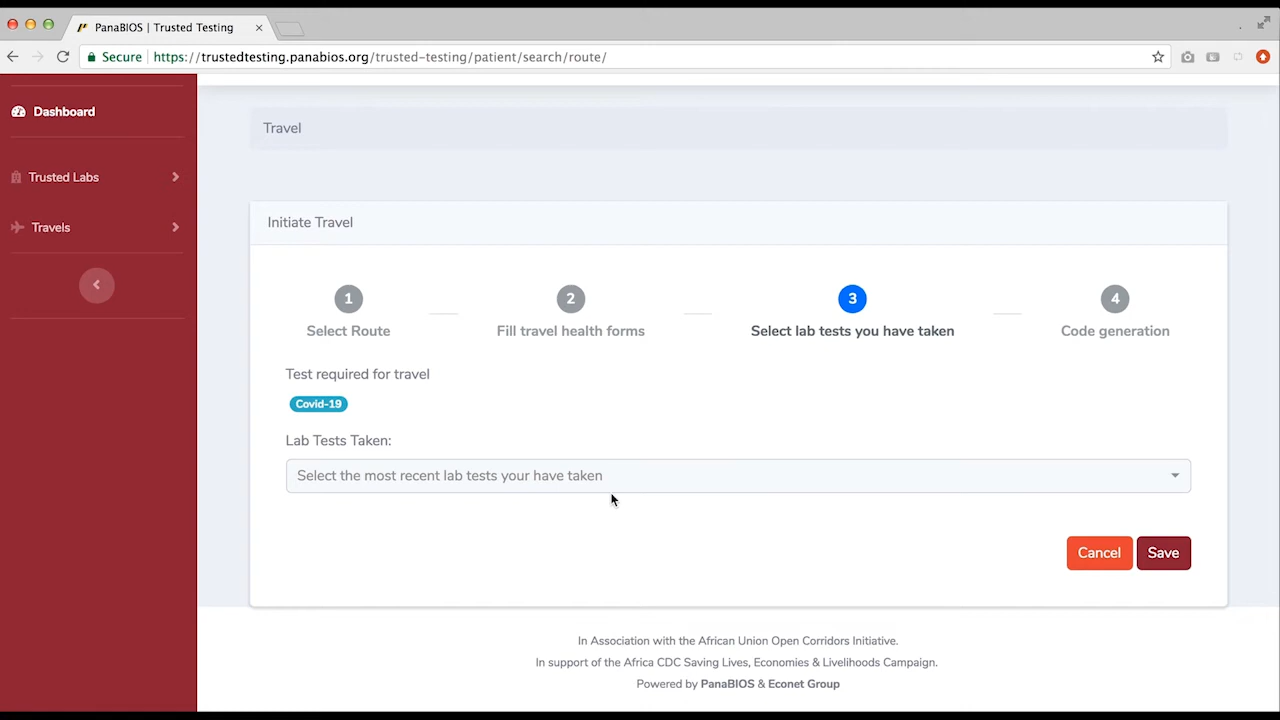 PanaBIOS | Trusted Testing
Secure https://trustedtesting.panabios.org/trusted-testing/patient/search/route/
Dashboard
Trusted Labs
Travels
Travel
Initiate Travel
1 2 3 4
Select Route Fill travel health forms Select lab tests you have taken Code generation
Test required for travel
Covid-19
Lab Tests Taken:
Select the most recent lab tests your have taken
Cancel Save
In Association with the African Union Open Corridors Initiative.
In support of the Africa CDC Saving Lives, Economies & Livelihoods Campaign.
Powered by PanaBIOS & Econet Group